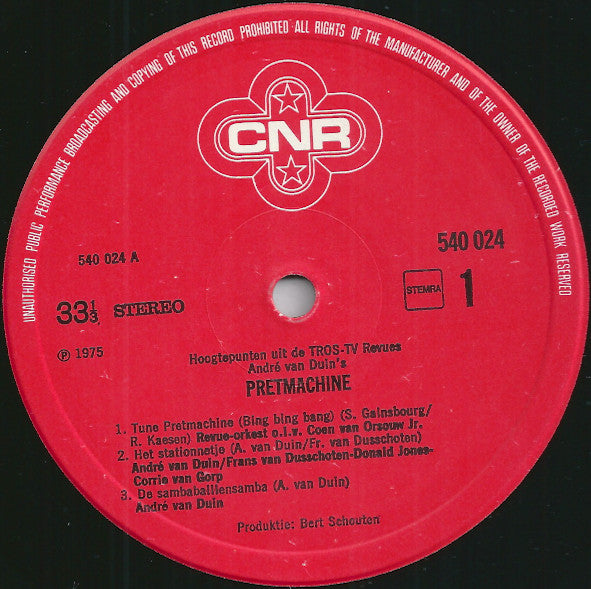 UNAUTHORISED PUBLIC PERFORMANCE BROADCASTING AND COPYING OF THIS RECORD PROHIBITED ALL RIGHTS OF THE MANUFACTURER AND OF THE OWNER OF THE RECORDED WORK RESERVED
CNR
540 024 A
540 024
33⅓ STEREO
STEMRA
1
℗ 1975
Hoogtepunten uit de TROS-TV Revues
André van Duin's
PRETMACHINE
1. Tune Pretmachine (Bing bing bang) (S. Gainsbourg/
R. Kaesen) Revue-orkest o.l.v. Coen van Orsouw Jr.
2. Het stationnetje (A. van Duin/Fr. van Dusschoten)
André van Duin/Frans van Dusschoten-Donald Jones-
Corrie van Gorp
3. De sambaballensamba (A. van Duin)
André van Duin
Produktie: Bert Schouten